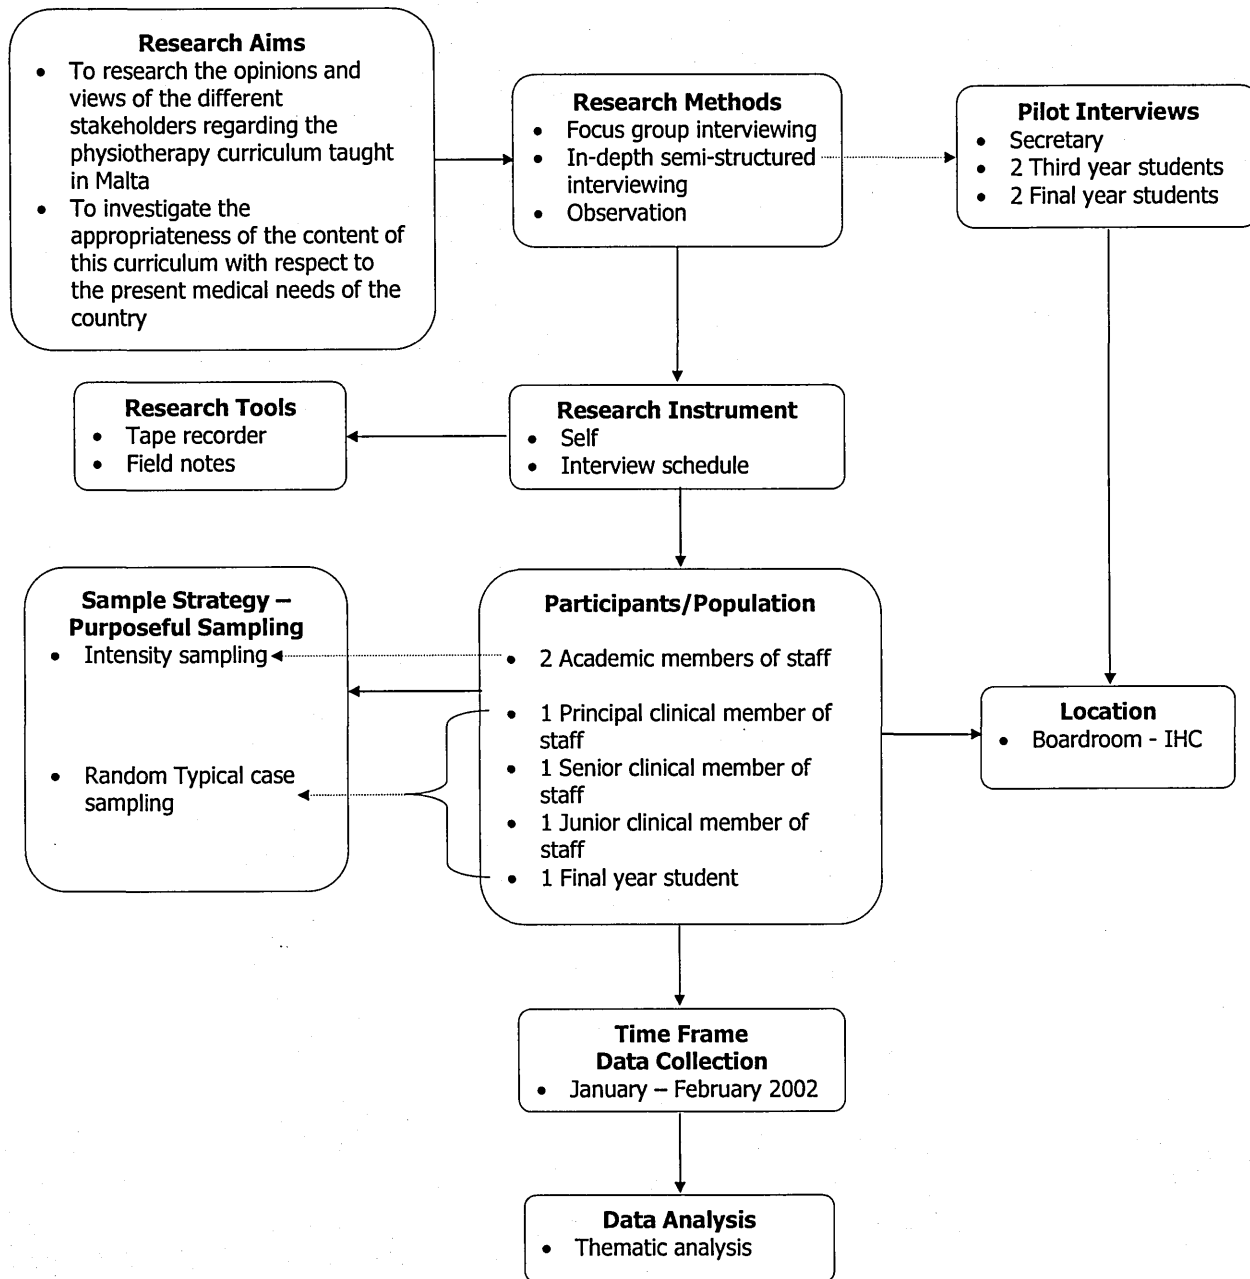 Research Aims
• To research the opinions and
views of the different
stakeholders regarding the
physiotherapy curriculum taught
in Malta
• To investigate the
appropriateness of the content of
this curriculum with respect to
the present medical needs of the
country
Research Methods
• Focus group interviewing
• In-depth semi-structured
interviewing
• Observation
Pilot Interviews
• Secretary
• 2 Third year students
• 2 Final year students
Research Tools
• Tape recorder
• Field notes
Research Instrument
• Self
• Interview schedule
Sample Strategy –
Purposeful Sampling
• Intensity sampling
• Random Typical case
sampling
Participants/Population
• 2 Academic members of staff
• 1 Principal clinical member of
staff
• 1 Senior clinical member of
staff
• 1 Junior clinical member of
staff
• 1 Final year student
Location
• Boardroom - IHC
Time Frame
Data Collection
• January – February 2002
Data Analysis
• Thematic analysis